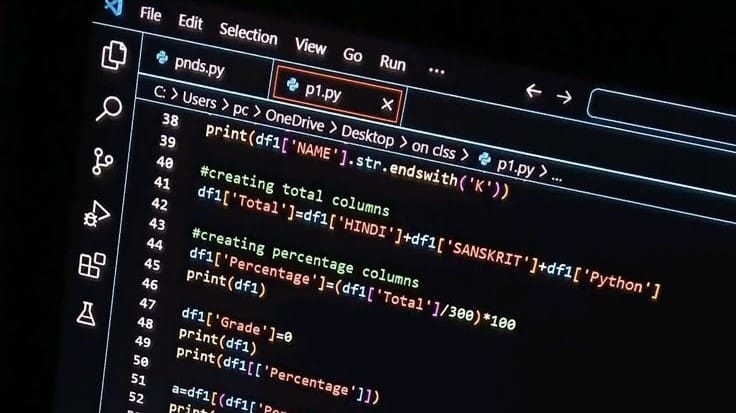 File Edit Selection View Go Run ...
pnds.py p1.py
C: > Users > pc > OneDrive > Desktop > on clss > p1.py > ...
38
39 print(df1['NAME'].str.endswith('K'))
40
41 #creating total columns
42 df1['Total']=df1['HINDI']+df1['SANSKRIT']+df1['Python']
43
44 #creating percentage columns
45 df1['Percentage']=(df1['Total']/300)*100
46 print(df1)
47
48 df1['Grade']=0
49 print(df1)
50 print(df1[['Percentage']])
51
52 a=df1[(df1['Per